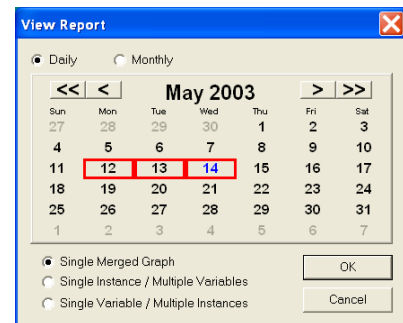 View Report
Daily Monthly
<< < May 2003 > >>
Sun Mon Tue Wed Thu Fri Sat
27 28 29 30 1 2 3
4 5 6 7 8 9 10
11 12 13 14 15 16 17
18 19 20 21 22 23 24
25 26 27 28 29 30 31
1 2 3 4 5 6 7
Single Merged Graph
OK
Single Instance / Multiple Variables
Single Variable / Multiple Instances
Cancel